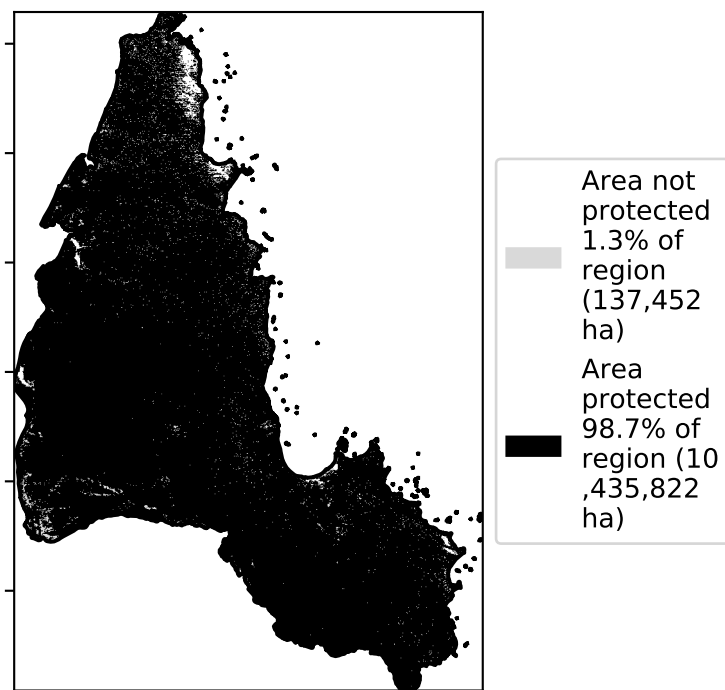 Area not
protected
1.3% of
region
(137,452
ha)
Area
protected
98.7% of
region (10
,435,822
ha)